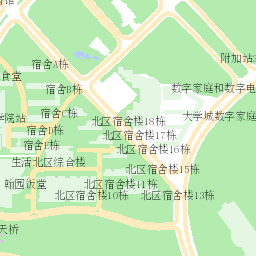 宿舍A栋
附加站
食堂
宿舍B栋
数字家庭和数字电
宿舍C栋
学院站
北区宿舍楼18栋
大学城数字家庭
宿舍D栋
北区宿舍楼17栋
宿舍E栋
北区宿舍楼16栋
生活北区综合楼
北区宿舍楼15栋
翰园饭堂
北区宿舍楼11栋
北区宿舍楼10栋
北区宿舍楼13栋
天桥